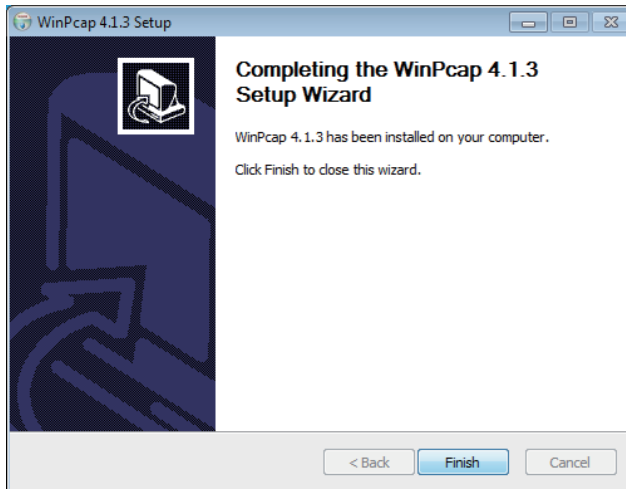 WinPcap 4.1.3 Setup
Completing the WinPcap 4.1.3
Setup Wizard
WinPcap 4.1.3 has been installed on your computer.
Click Finish to close this wizard.
< Back
Finish
Cancel